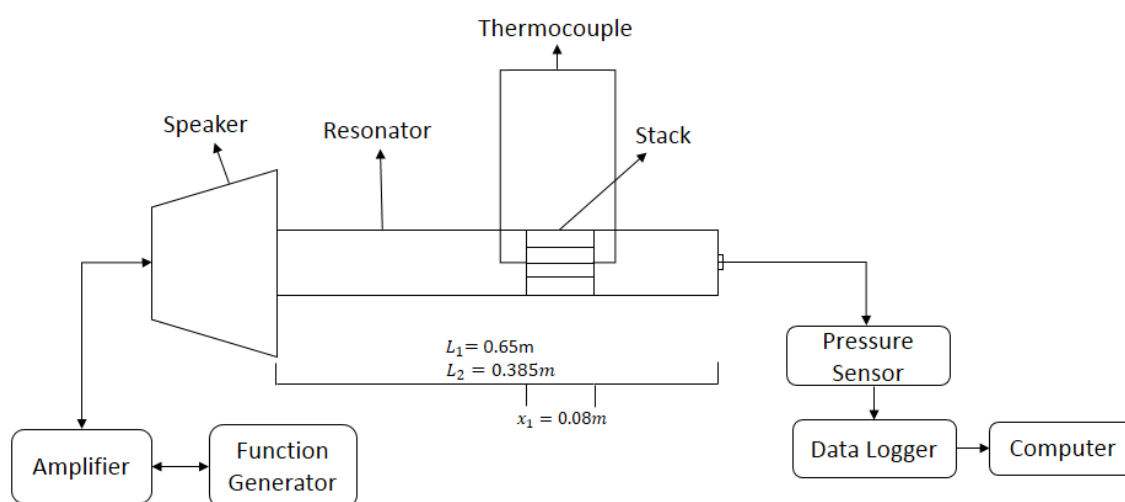 Thermocouple
Speaker
Resonator
Stack
L₁= 0.65m
L₂ = 0.385m
x₁ = 0.08m
Pressure
Sensor
Amplifier
Function
Generator
Data Logger
Computer